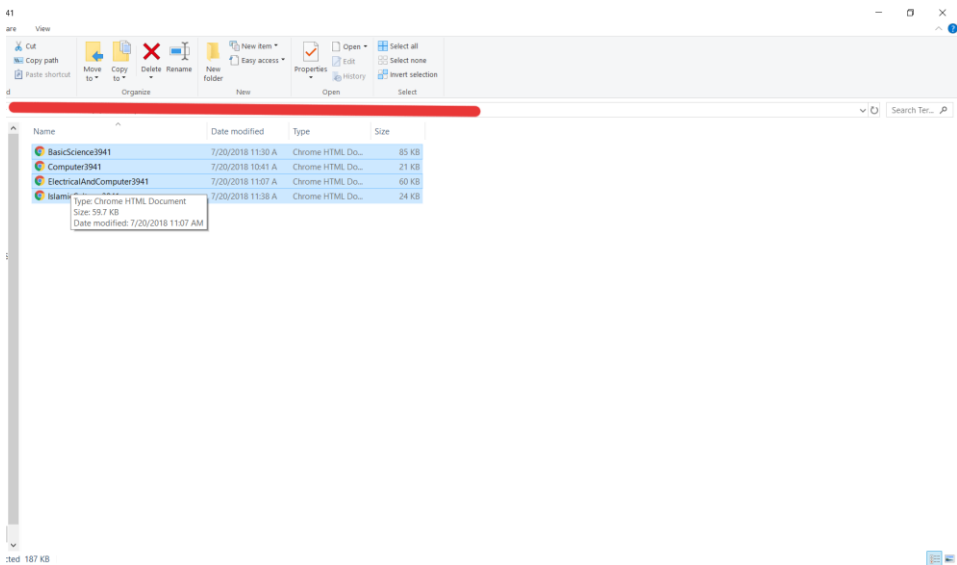 41
are View
Cut
Copy path
Paste shortcut
Move to
Copy to
Delete
Rename
New folder
New item
Easy access
Properties
Open
Edit
History
Select all
Select none
Invert selection
d Organize New Open Select
Search Ter...
Name Date modified Type Size
BasicScience3941 7/20/2018 11:30 A Chrome HTML Do... 85 KB
Computer3941 7/20/2018 10:41 A Chrome HTML Do... 21 KB
ElectricalAndComputer3941 7/20/2018 11:07 A Chrome HTML Do... 60 KB
Islami 7/20/2018 11:38 A Chrome HTML Do... 24 KB
Type: Chrome HTML Document
Size: 59.7 KB
Date modified: 7/20/2018 11:07 AM
cted 187 KB